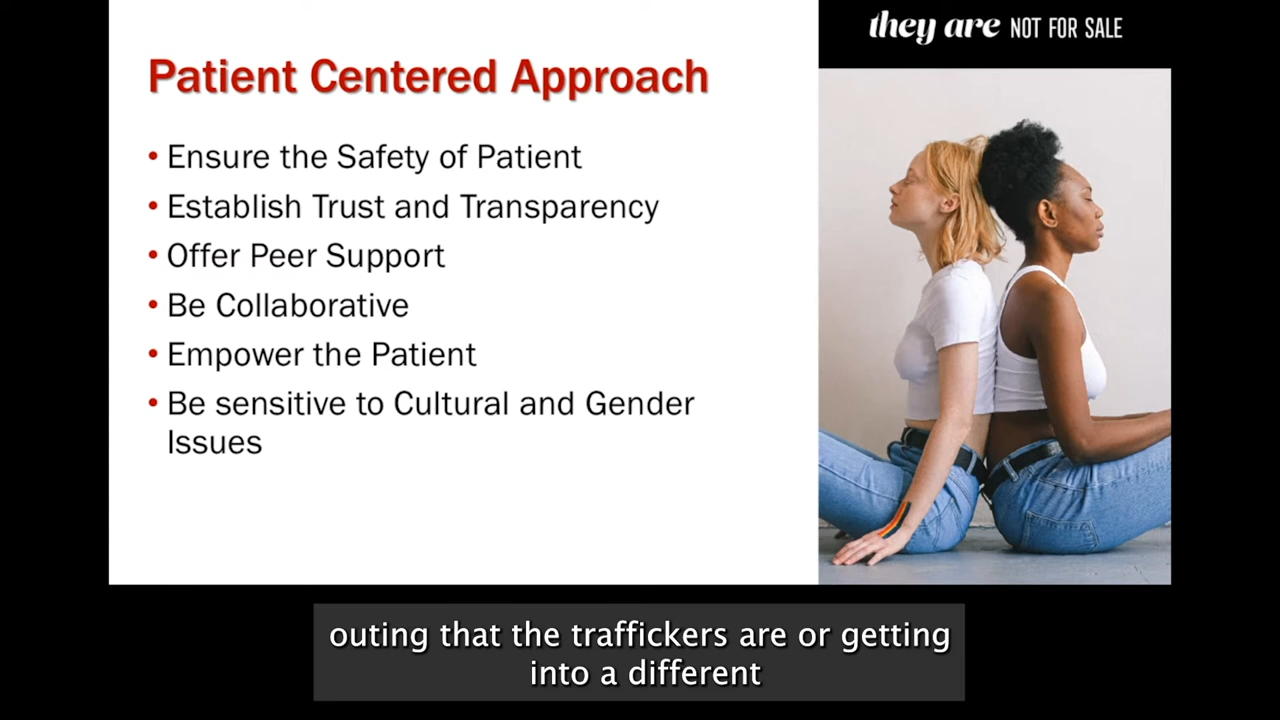 they are NOT FOR SALE
Patient Centered Approach
• Ensure the Safety of Patient
• Establish Trust and Transparency
• Offer Peer Support
• Be Collaborative
• Empower the Patient
• Be sensitive to Cultural and Gender
Issues
outing that the traffickers are or getting
into a different